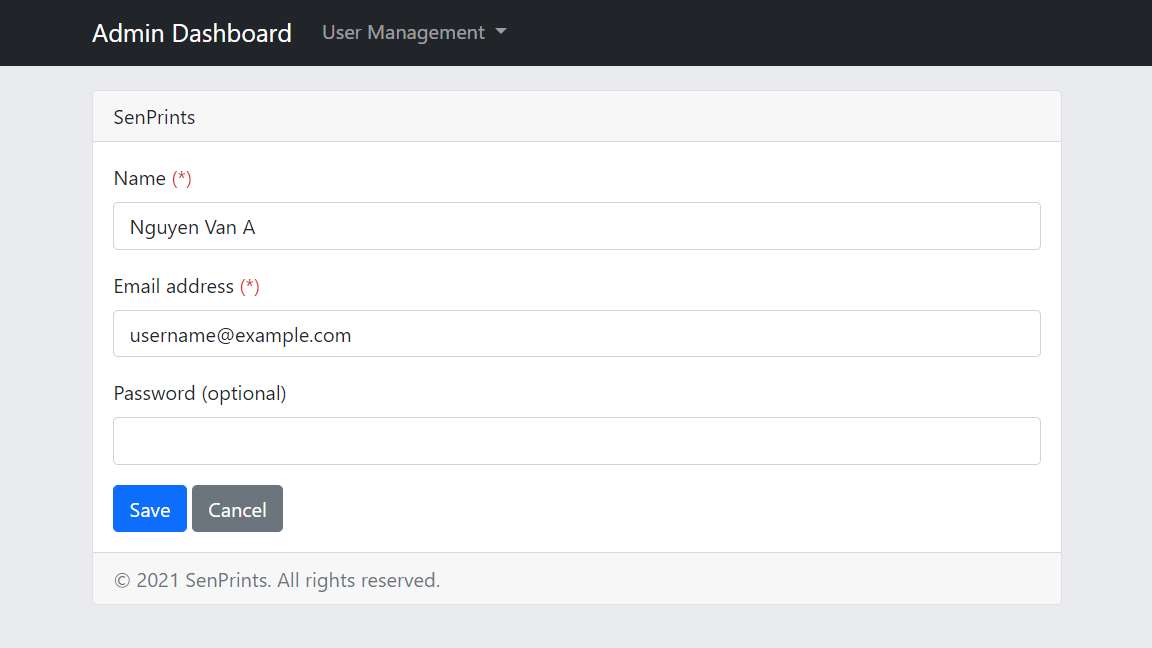 Admin Dashboard User Management
SenPrints
Name (*)
Nguyen Van A
Email address (*)
username@example.com
Password (optional)
Save Cancel
© 2021 SenPrints. All rights reserved.